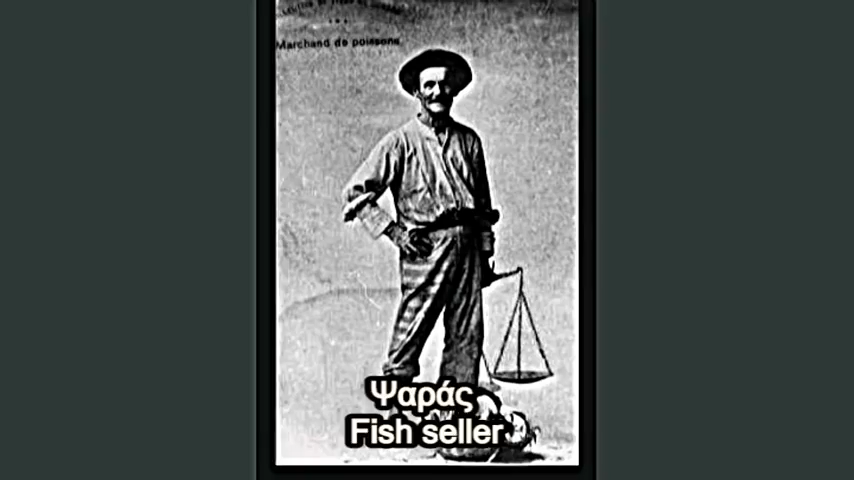 Marchand de poissons
Ψαράς
Fish seller